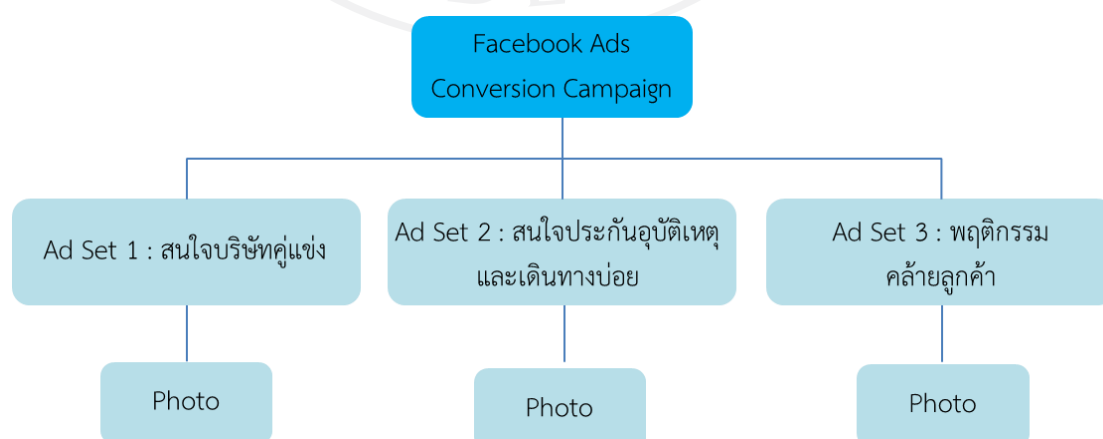 Facebook Ads
Conversion Campaign
Ad Set 1 : สนใจบริษัทคู่แข่ง
Ad Set 2 : สนใจประกันอุบัติเหตุ
และเดินทางบ่อย
Ad Set 3 : พฤติกรรม
คล้ายลูกค้า
Photo
Photo
Photo